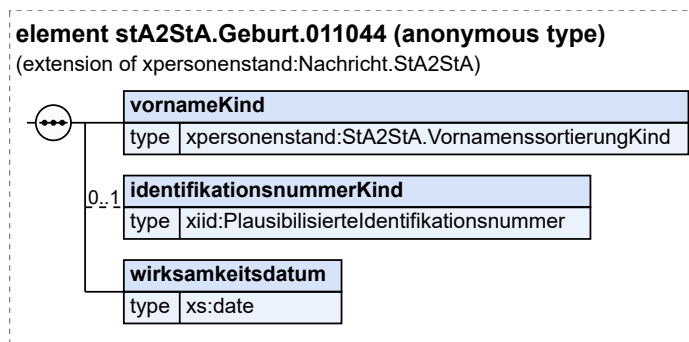 element stA2StA.Geburt.011044 (anonymous type)
(extension of xpersonenstand:Nachricht.StA2StA)
vornameKind
type xpersonenstand:StA2StA.VornamenssortierungKind
0..1
identifikationsnummerKind
type xiid:PlausibilisierteIdentifikationsnummer
wirksamkeitsdatum
type xs:date